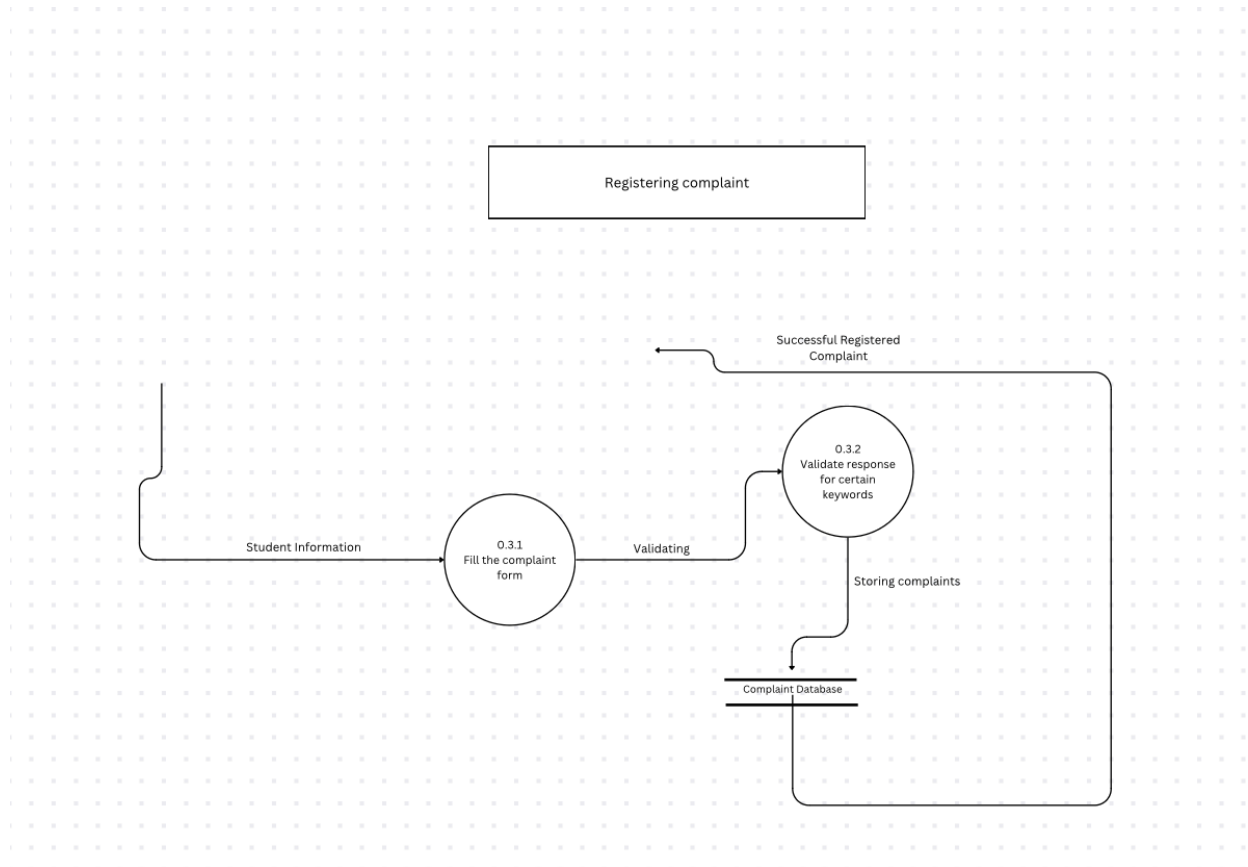 Registering complaint
Successful Registered
Complaint
0.3.2
Validate response
for certain
keywords
0.3.1
Fill the complaint
form
Student Information
Validating
Storing complaints
Complaint Database